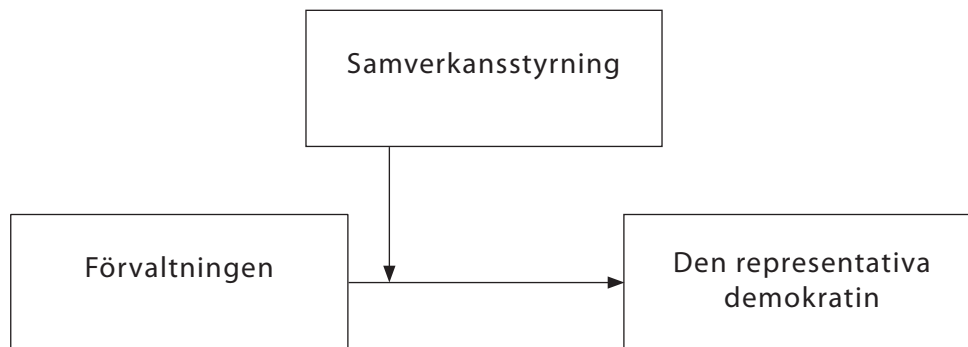 Samverkansstyrning
Förvaltningen
Den representativa
demokratin